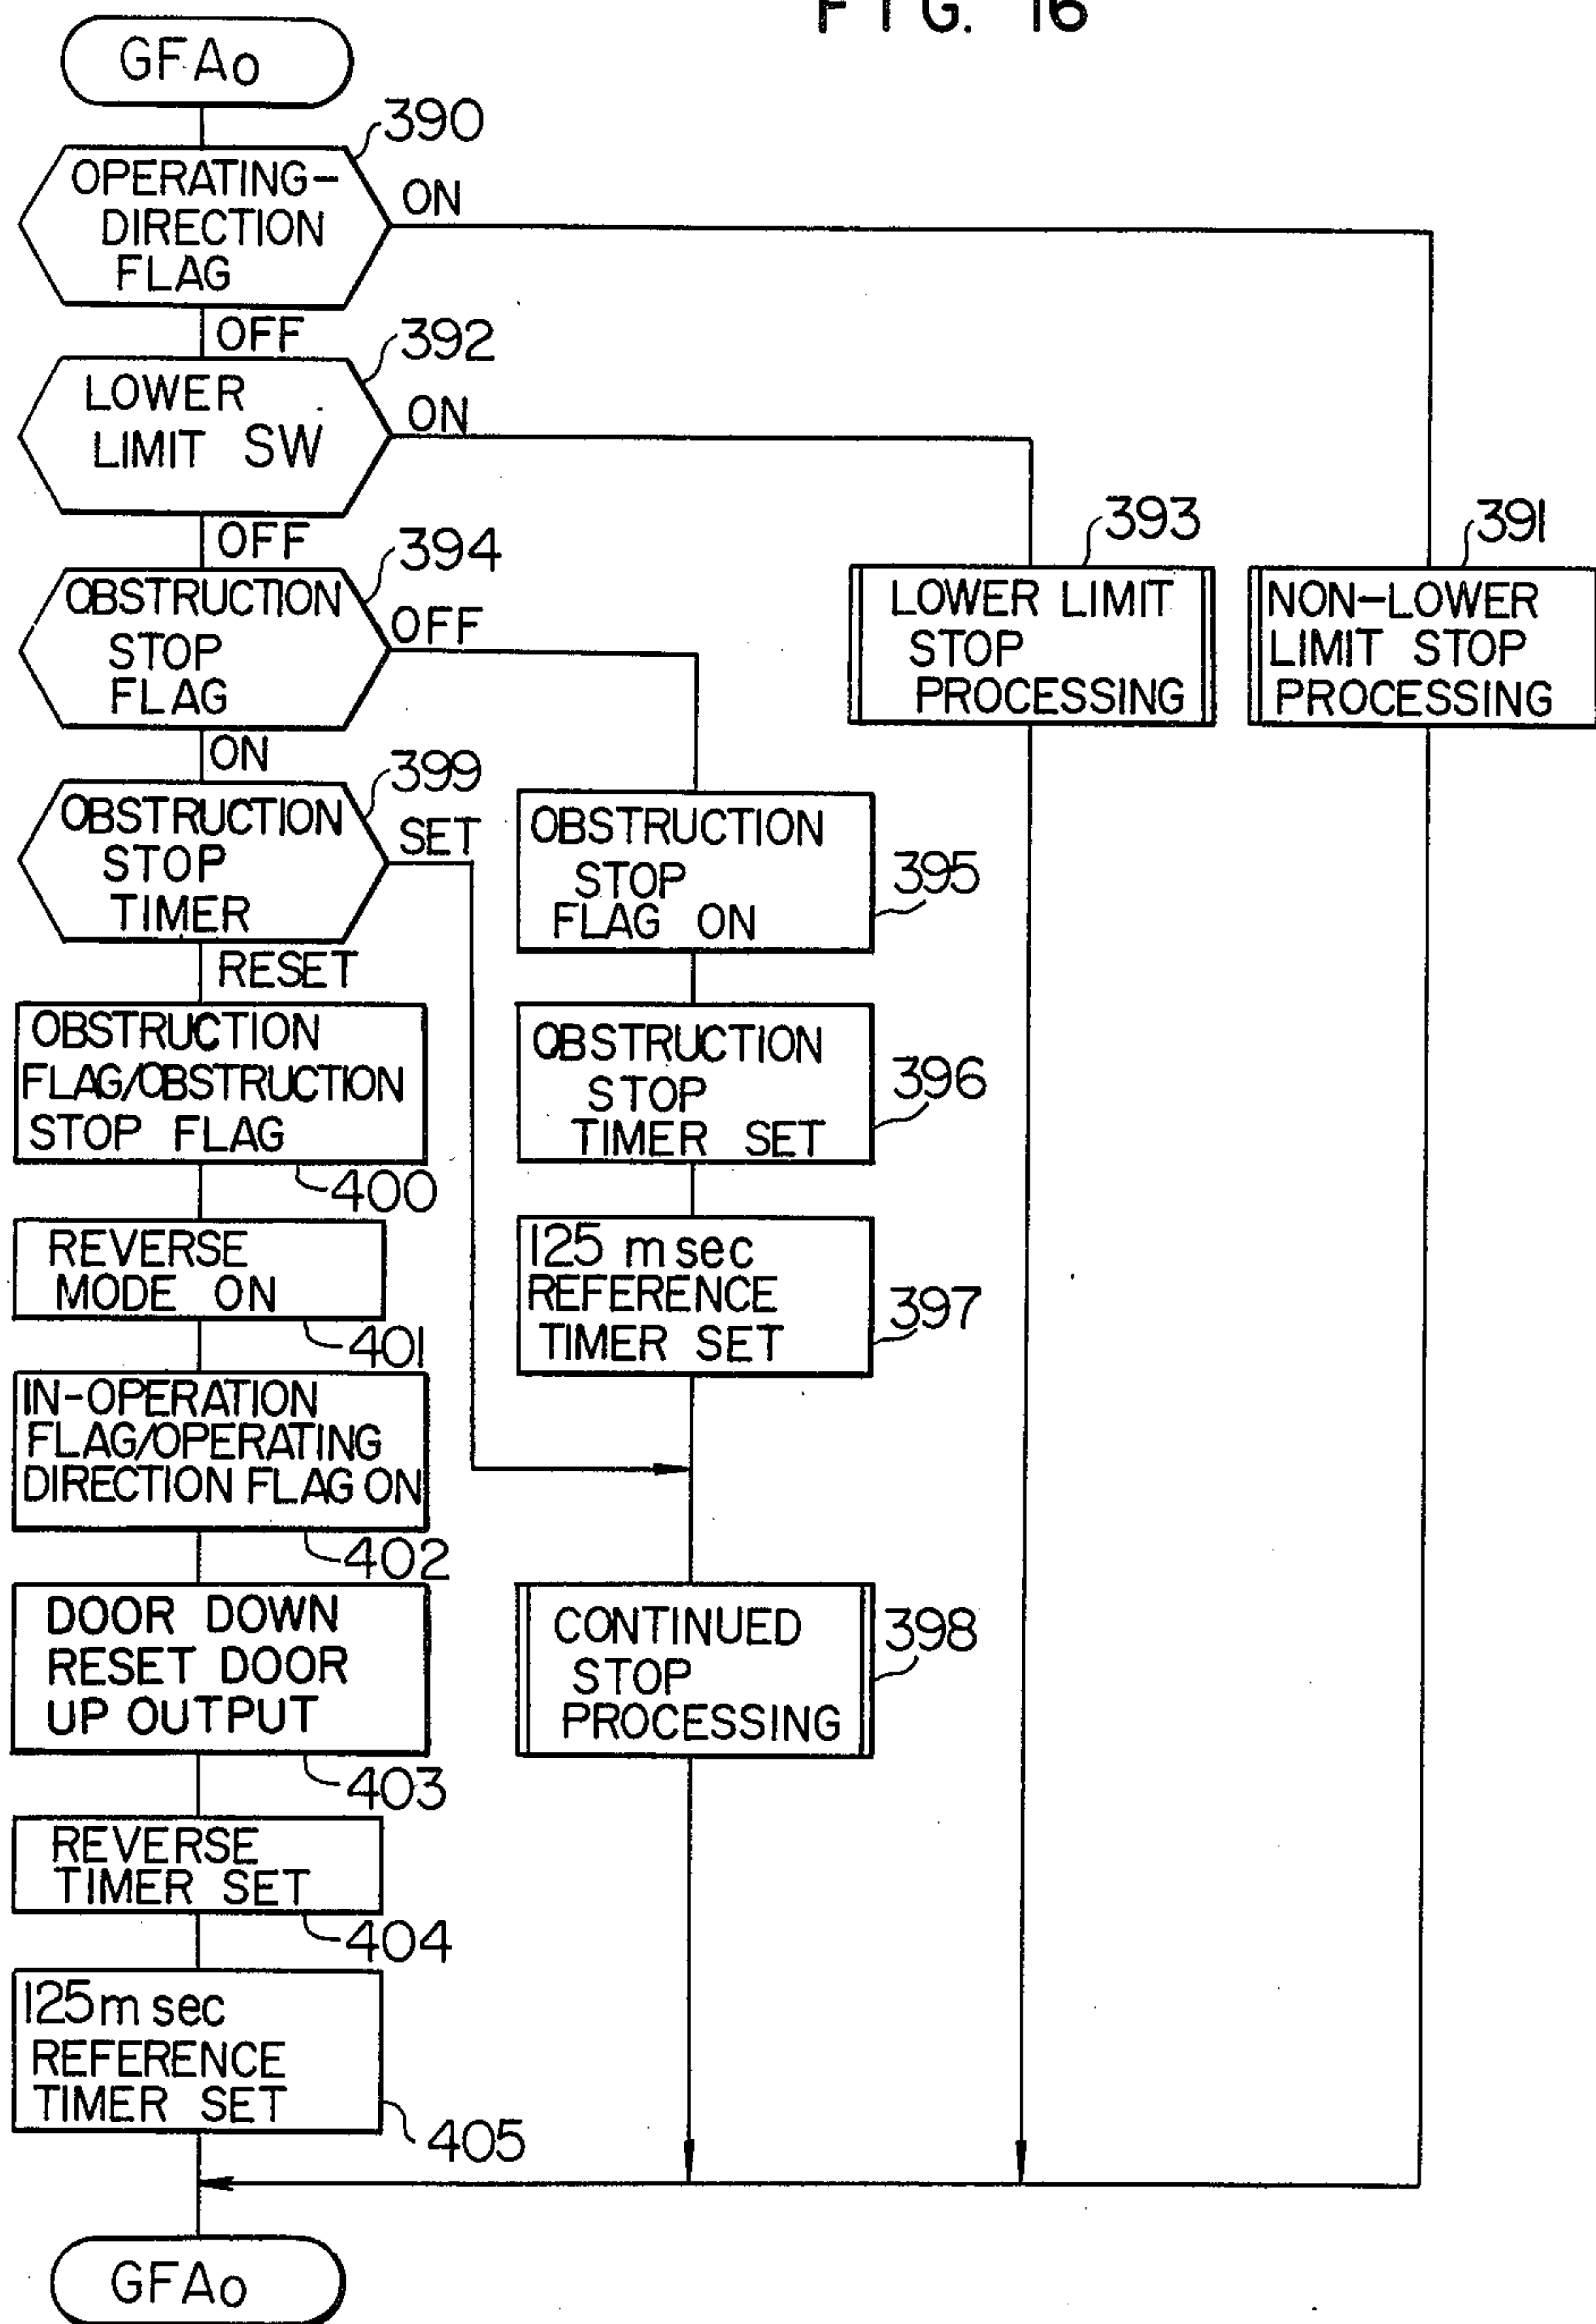 FIG. 16
GFAo
390
OPERATING-
DIRECTION
FLAG
ON
OFF
392
LOWER
LIMIT SW
ON
OFF
394
OBSTRUCTION
STOP
FLAG
OFF
ON
393
LOWER LIMIT
STOP
PROCESSING
391
NON-LOWER
LIMIT STOP
PROCESSING
399
OBSTRUCTION
STOP
TIMER
SET
RESET
OBSTRUCTION
STOP
FLAG ON
395
OBSTRUCTION
FLAG/OBSTRUCTION
STOP FLAG
400
OBSTRUCTION
STOP
TIMER SET
396
REVERSE
MODE ON
401
125 msec
REFERENCE
TIMER SET
397
IN-OPERATION
FLAG/OPERATING
DIRECTION FLAG ON
402
DOOR DOWN
RESET DOOR
UP OUTPUT
403
CONTINUED
STOP
PROCESSING
398
REVERSE
TIMER SET
404
125msec
REFERENCE
TIMER SET
405
GFAo